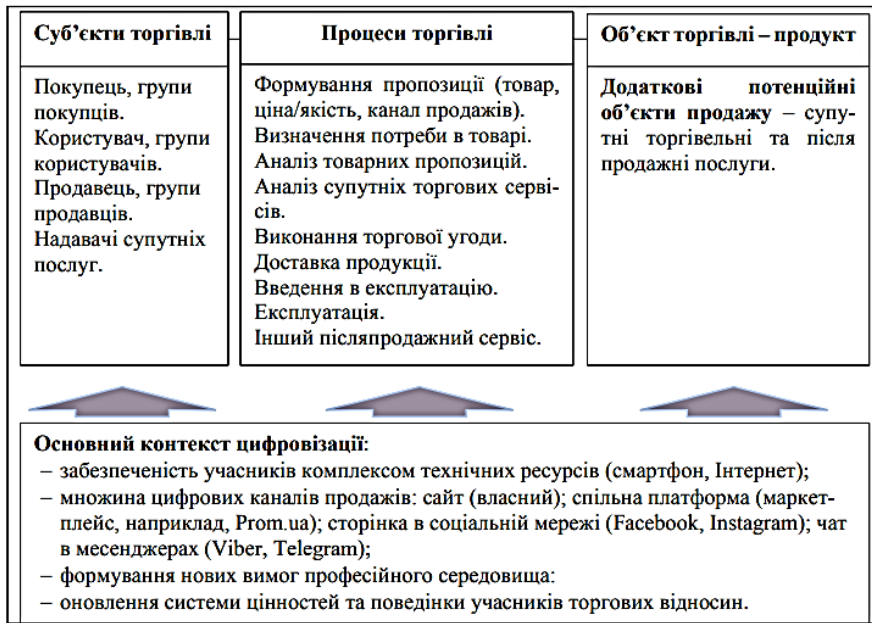 Суб’єкти торгівлі
Покупець, групи
покупців.
Користувач, групи
користувачів.
Продавець, групи
продавців.
Надавачі супутніх
послуг.
Процеси торгівлі
Формування пропозиції (товар,
ціна/якість, канал продажів).
Визначення потреби в товарі.
Аналіз товарних пропозицій.
Аналіз супутніх торгових серві-
сів.
Виконання торгової угоди.
Доставка продукції.
Введення в експлуатацію.
Експлуатація.
Інший післяпродажний сервіс.
Об’єкт торгівлі – продукт
Додаткові потенційні
об’єкти продажу – супу-
тні торгівельні та після
продажні послуги.
Основний контекст цифровізації:
– забезпеченість учасників комплексом технічних ресурсів (смартфон, Інтернет);
– множина цифрових каналів продажів: сайт (власний); спільна платформа (маркет-
плейс, наприклад, Prom.ua); сторінка в соціальній мережі (Facebook, Instagram); чат
в месенджерах (Viber, Telegram);
– формування нових вимог професійного середовища:
– оновлення системи цінностей та поведінки учасників торгових відносин.